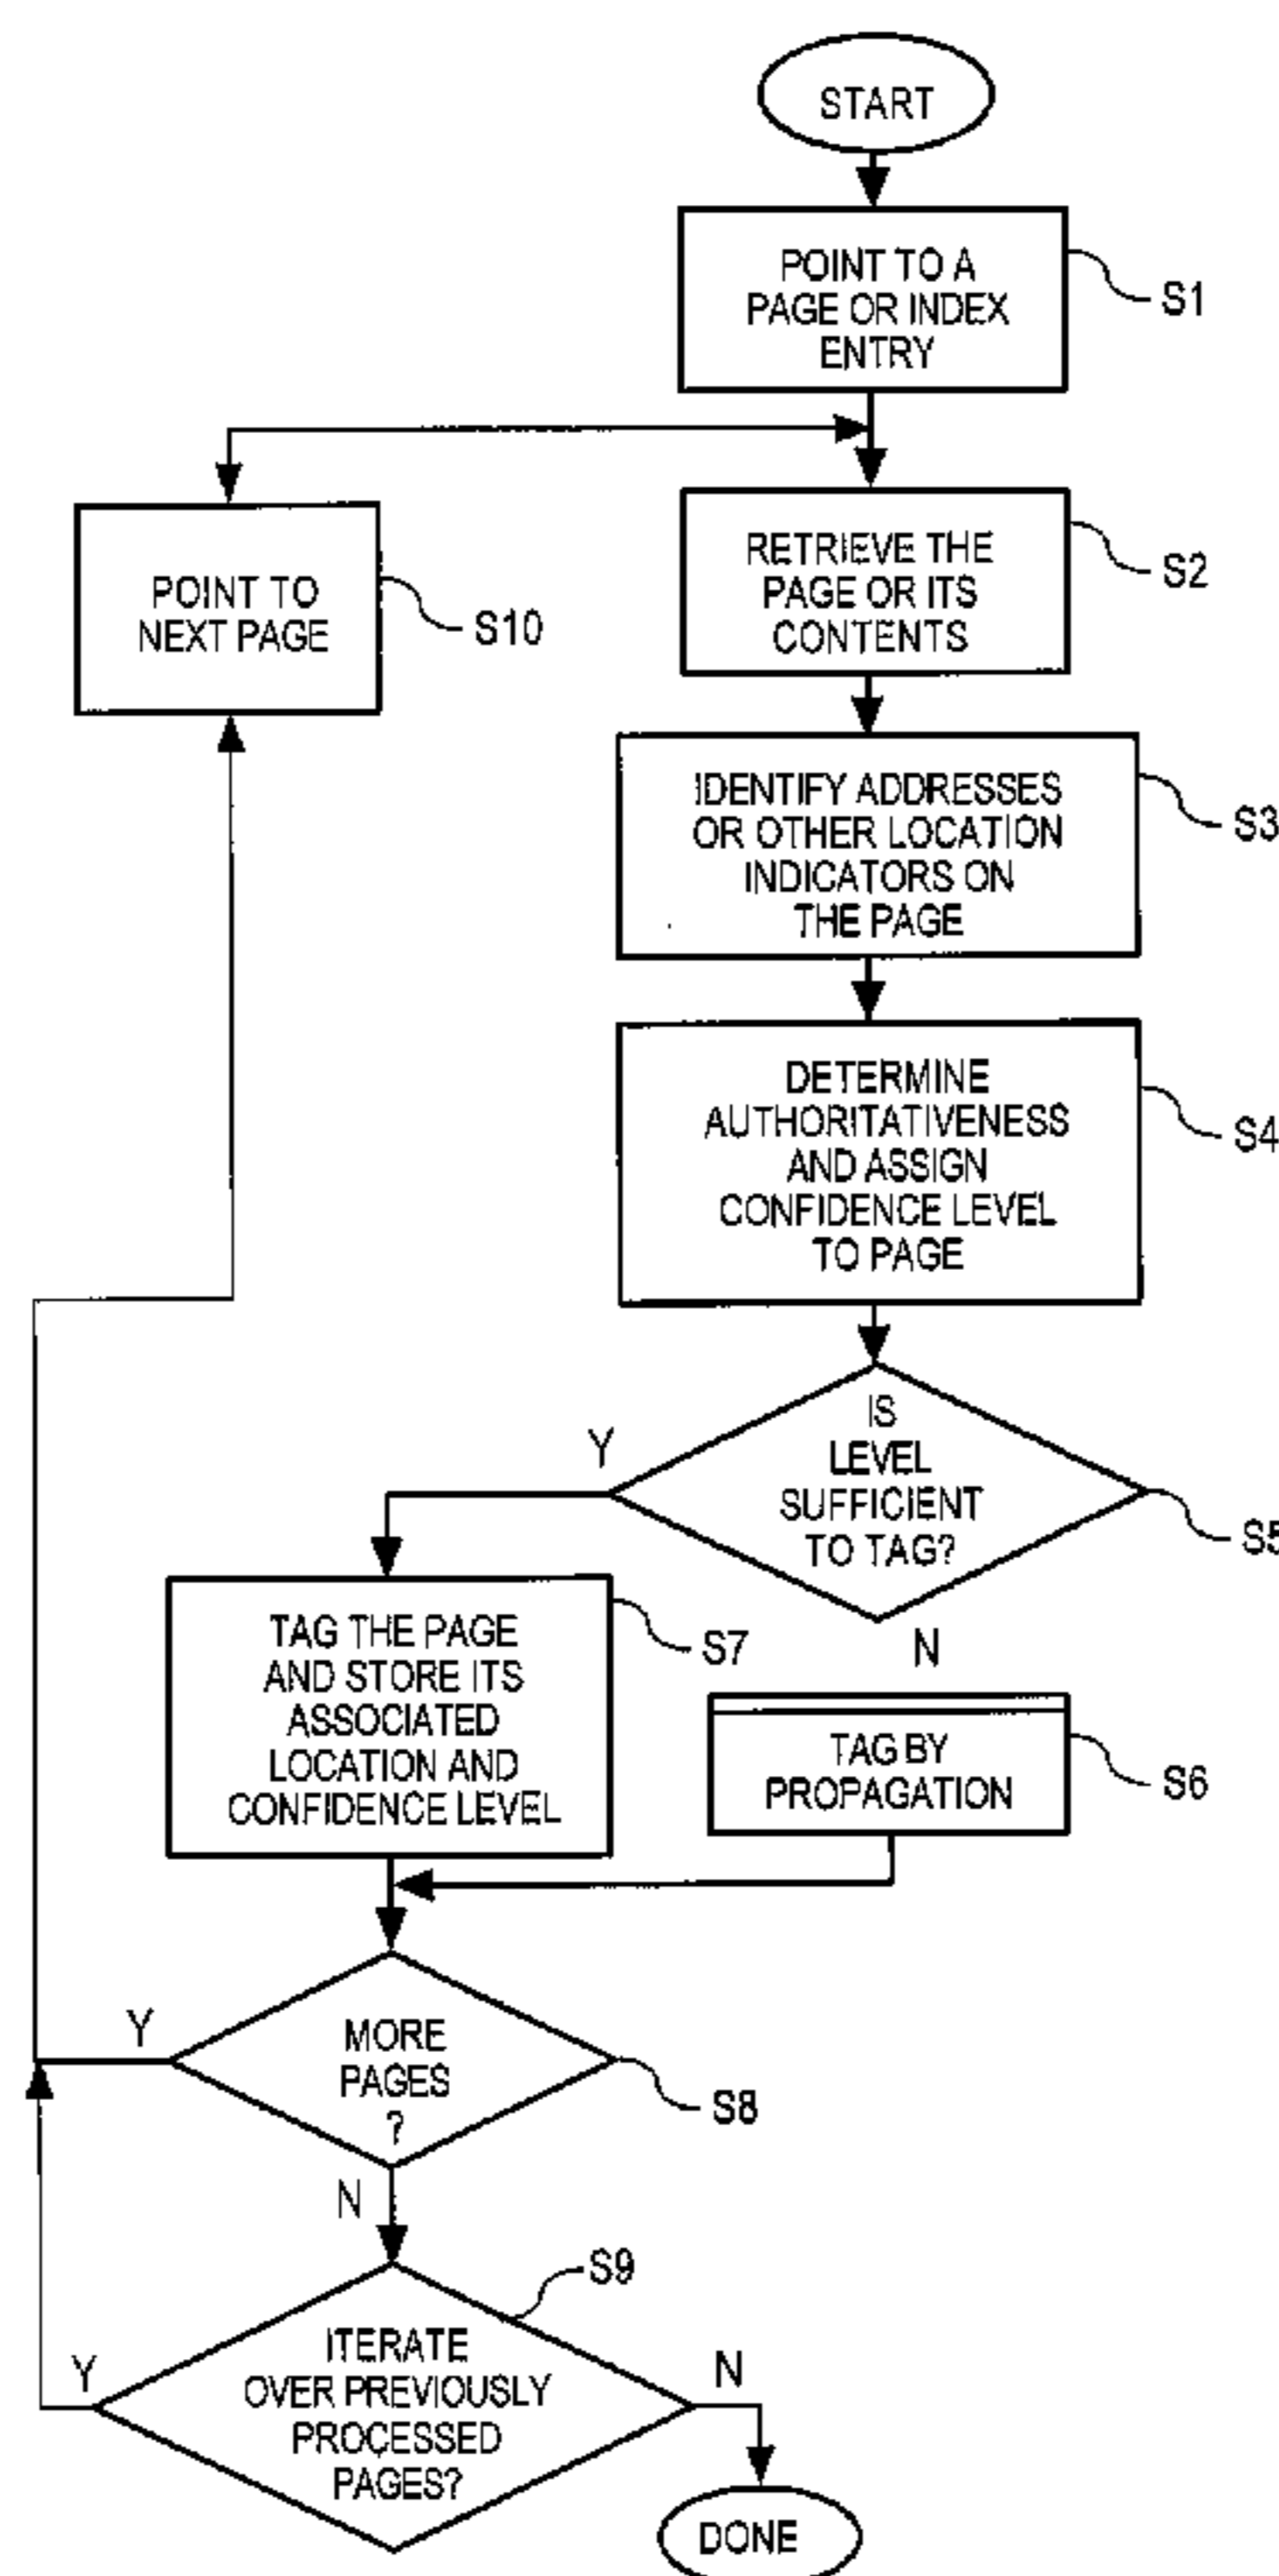 START
POINT TO A
PAGE OR INDEX
ENTRY
S1
POINT TO
NEXT PAGE
S10
RETRIEVE THE
PAGE OR ITS
CONTENTS
S2
IDENTIFY ADDRESSES
OR OTHER LOCATION
INDICATORS ON
THE PAGE
S3
DETERMINE
AUTHORITATIVENESS
AND ASSIGN
CONFIDENCE LEVEL
TO PAGE
S4
IS
LEVEL
SUFFICIENT
TO TAG?
Y
S5
N
TAG THE PAGE
AND STORE ITS
ASSOCIATED
LOCATION AND
CONFIDENCE LEVEL
S7
TAG BY
PROPAGATION
S6
Y
MORE
PAGES
?
S8
N
S9
Y
ITERATE
OVER PREVIOUSLY
PROCESSED
PAGES?
N
DONE